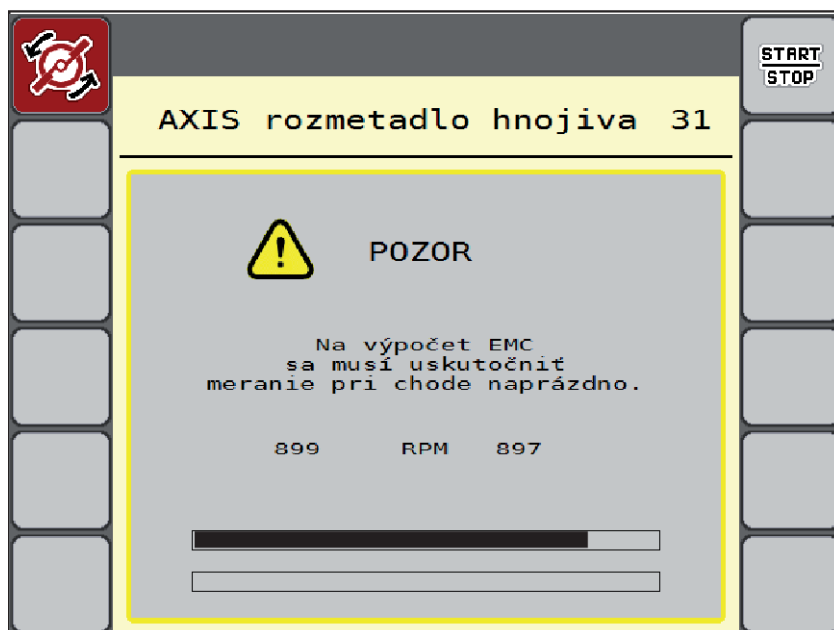 START
STOP
AXIS rozmetadlo hnojiva 31
POZOR
Na výpočet EMC
sa musí uskutočniť
meranie pri chode naprázdno.
899 RPM 897